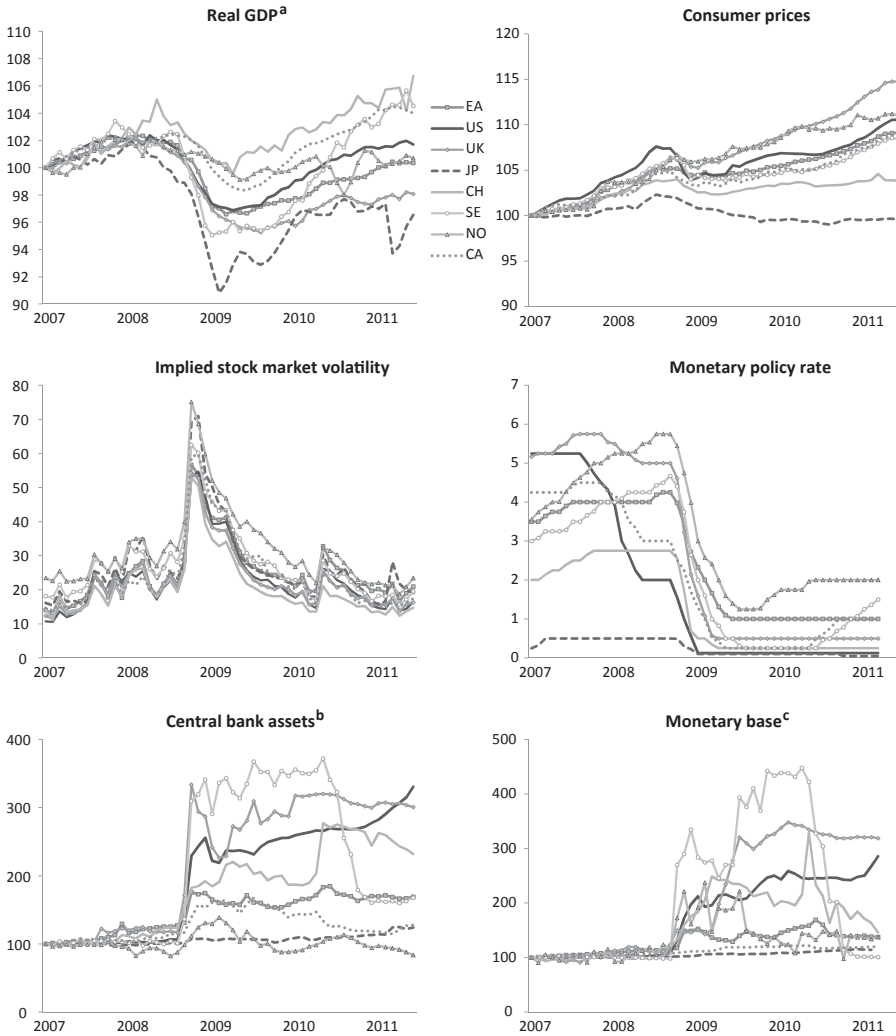 Real GDPa
110
108
106
104
102
100
98
96
94
92
90
2007 2008 2009 2010 2011
EA
US
UK
JP
CH
SE
NO
CA
Consumer prices
120
115
110
105
100
95
90
2007 2008 2009 2010 2011
Implied stock market volatility
80
70
60
50
40
30
20
10
0
2007 2008 2009 2010 2011
Monetary policy rate
7
6
5
4
3
2
1
0
2007 2008 2009 2010 2011
Central bank assetsb
400
300
200
100
0
2007 2008 2009 2010 2011
Monetary basec
500
400
300
200
100
0
2007 2008 2009 2010 2011